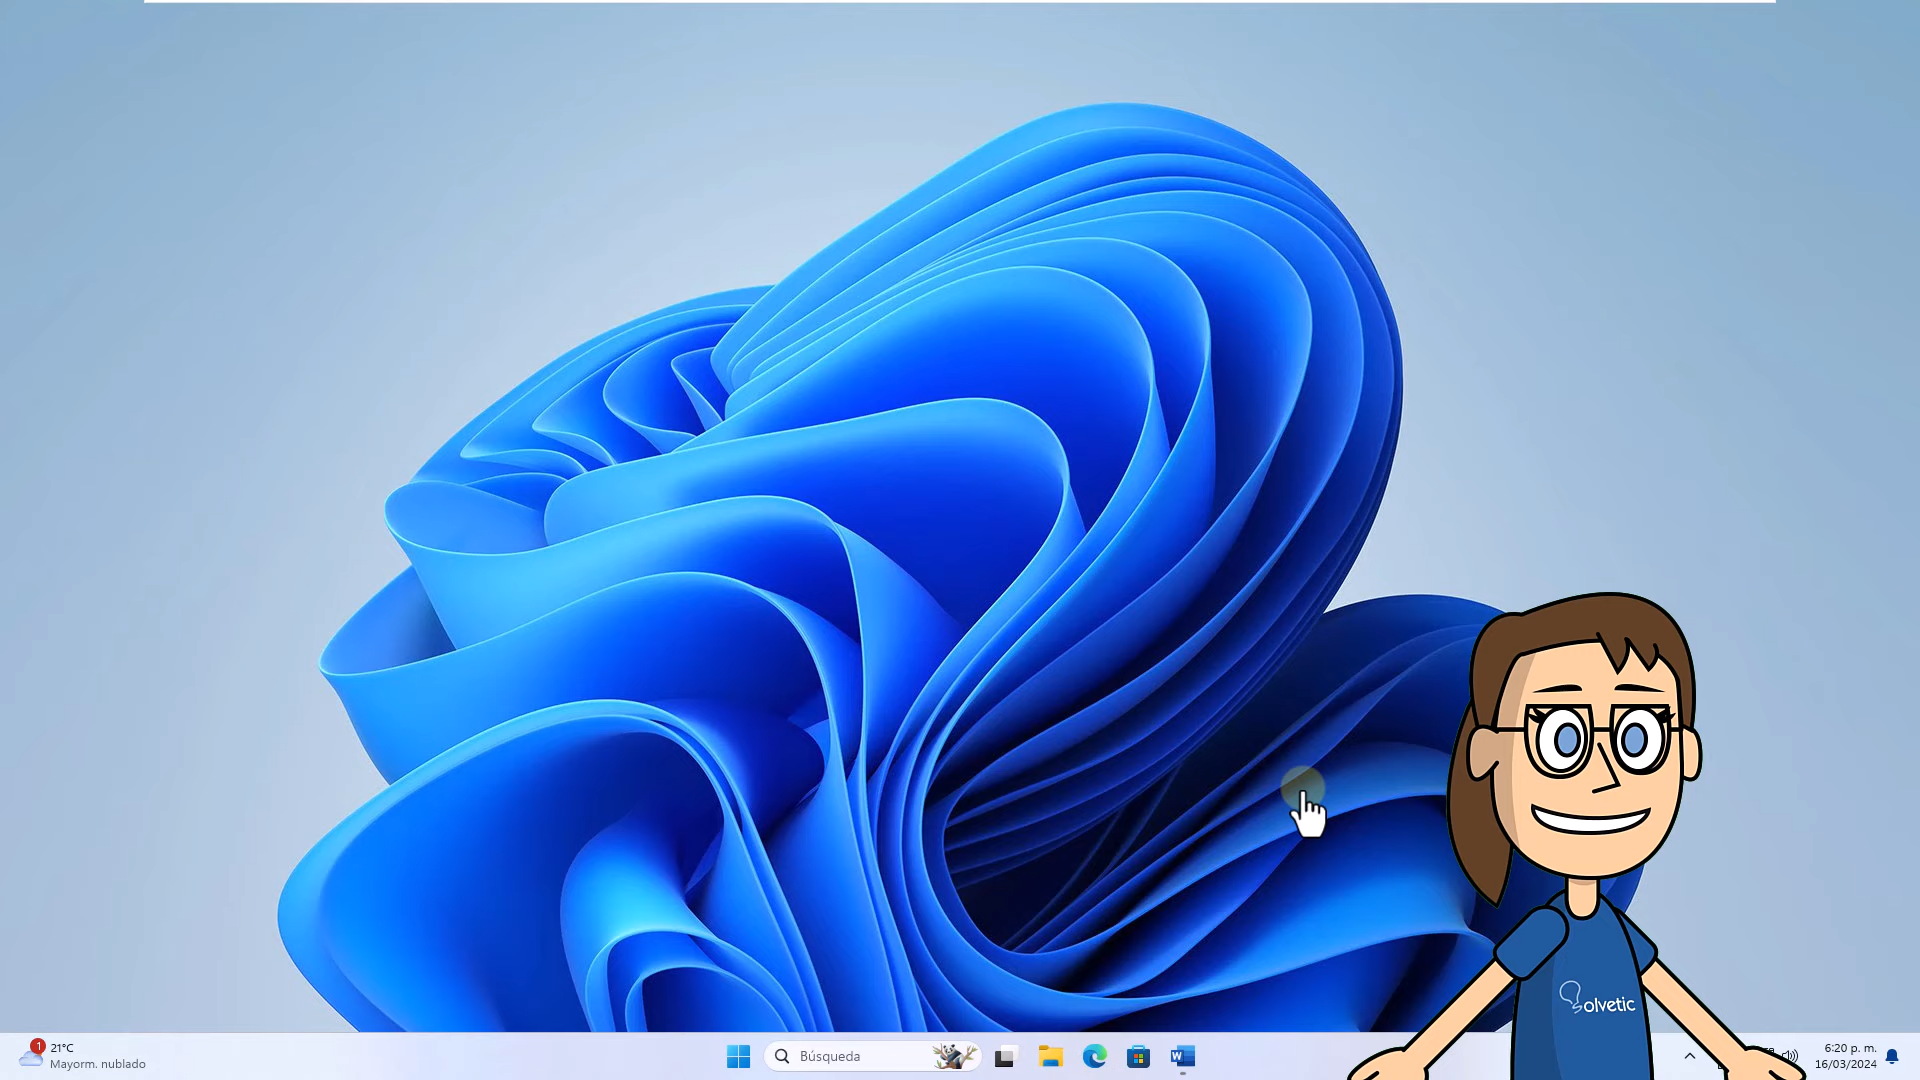 olvetic
1
21°C
Mayorm. nublado
Búsqueda
W
6:20 p. m.
16/03/2024